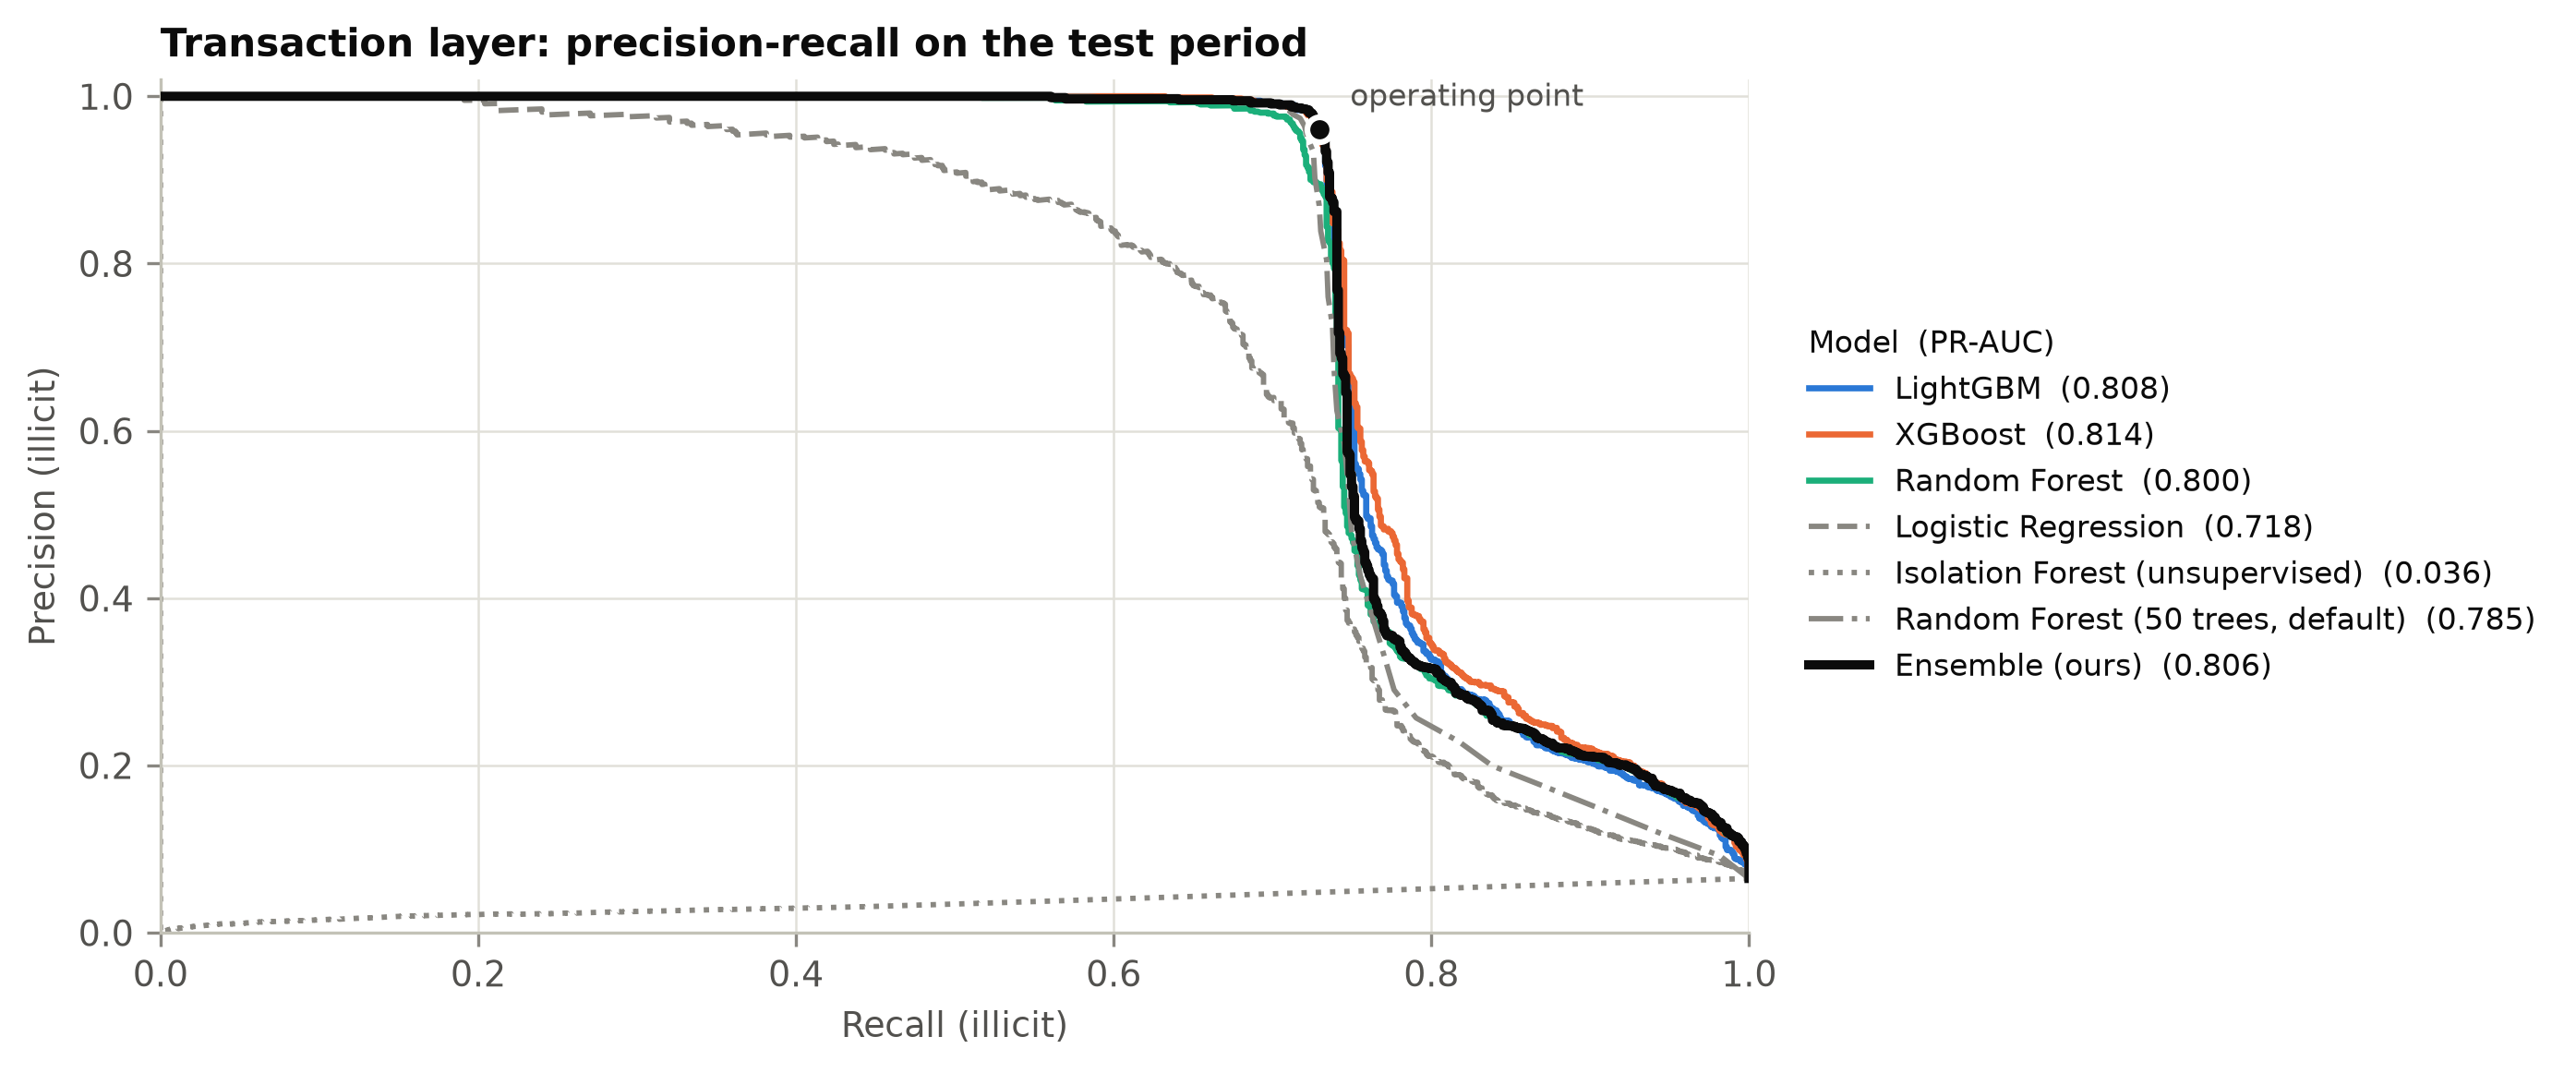 Transaction layer: precision-recall on the test period
operating point
Precision (illicit)
1.0
0.8
0.6
0.4
0.2
0.0
0.0 0.2 0.4 0.6 0.8 1.0
Recall (illicit)
Model (PR-AUC)
LightGBM (0.808)
XGBoost (0.814)
Random Forest (0.800)
Logistic Regression (0.718)
Isolation Forest (unsupervised) (0.036)
Random Forest (50 trees, default) (0.785)
Ensemble (ours) (0.806)